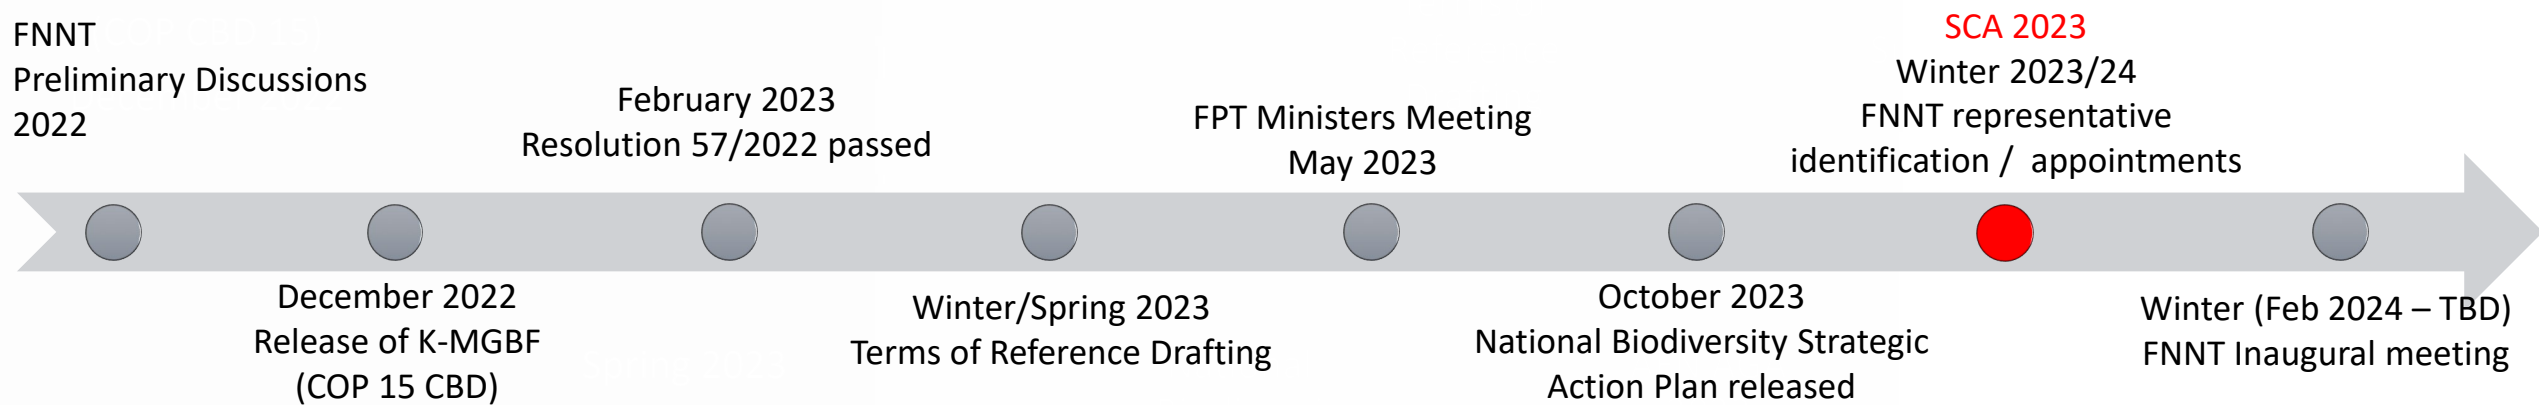 FNNT
Preliminary Discussions
2022
December 2022
Release of K-MGBF
(COP 15 CBD)
February 2023
Resolution 57/2022 passed
Winter/Spring 2023
Terms of Reference Drafting
FPT Ministers Meeting
May 2023
October 2023
National Biodiversity Strategic
Action Plan released
SCA 2023
Winter 2023/24
FNNT representative
identification /  appointments
Winter (Feb 2024 – TBD)
FNNT Inaugural meeting